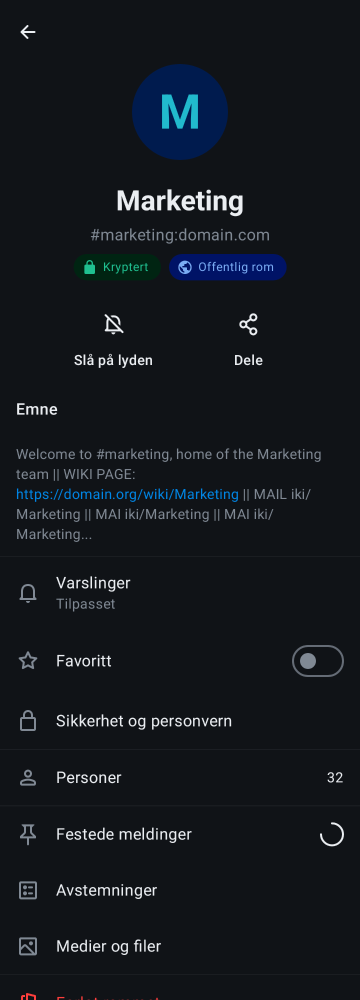 M
Marketing
#marketing:domain.com
Kryptert
Offentlig rom
Slå på lyden
Dele
Emne
Welcome to #marketing, home of the Marketing
team || WIKI PAGE:
https://domain.org/wiki/Marketing || MAIL iki/
Marketing || MAI iki/Marketing || MAI iki/
Marketing...
Varslinger
Tilpasset
Favoritt
Sikkerhet og personvern
Personer 32
Festede meldinger
Avstemninger
Medier og filer